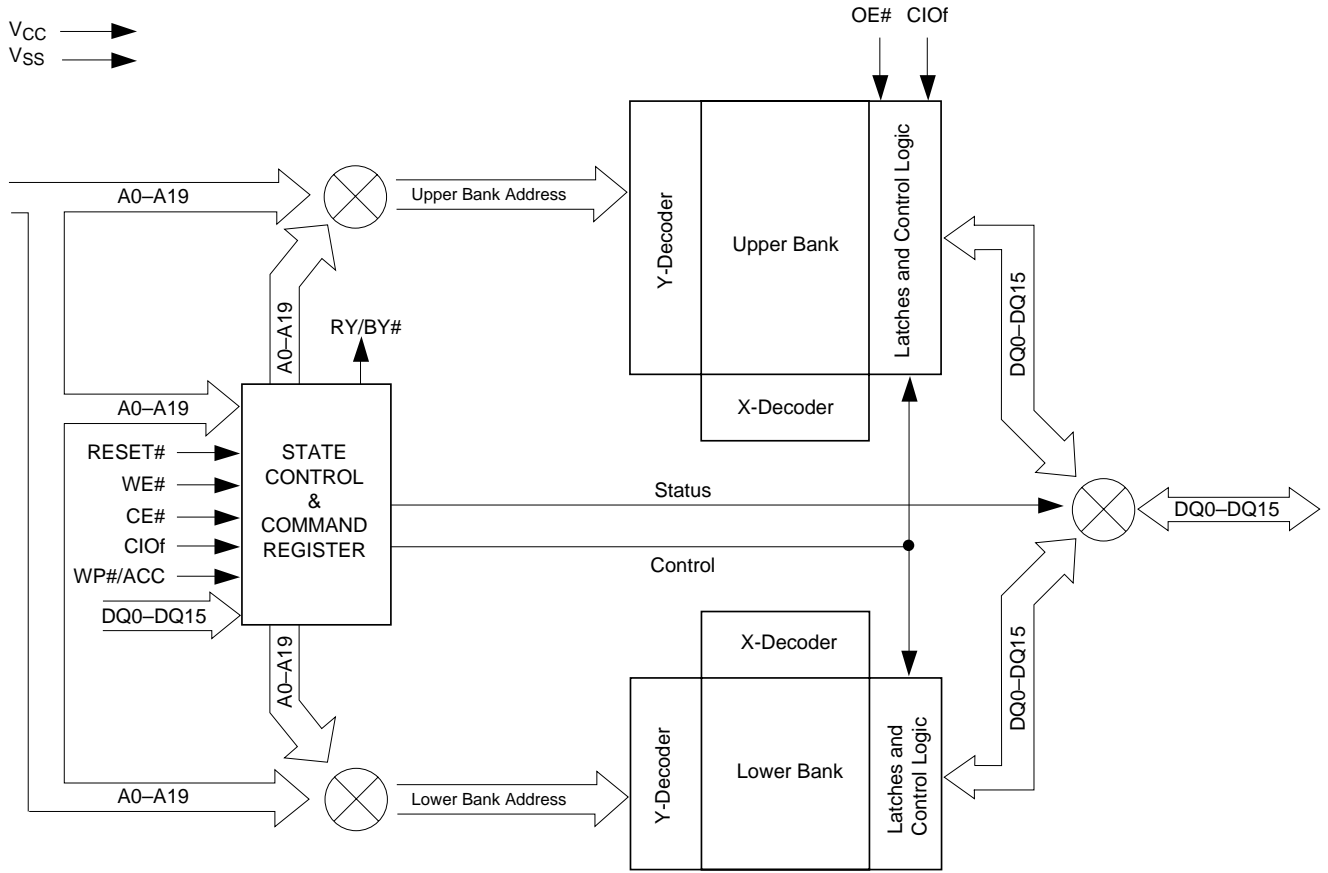 VCC
VSS
OE# CIOf
A0–A19
Upper Bank Address
Y-Decoder
Upper Bank
Latches and Control Logic
X-Decoder
DQ0–DQ15
A0–A19
RY/BY#
A0–A19
RESET#
WE#
CE#
CIOf
WP#/ACC
DQ0–DQ15
STATE
CONTROL
&
COMMAND
REGISTER
Status
Control
DQ0–DQ15
A0–A19
X-Decoder
Y-Decoder
Lower Bank
Latches and
Control Logic
DQ0–DQ15
A0–A19
Lower Bank Address